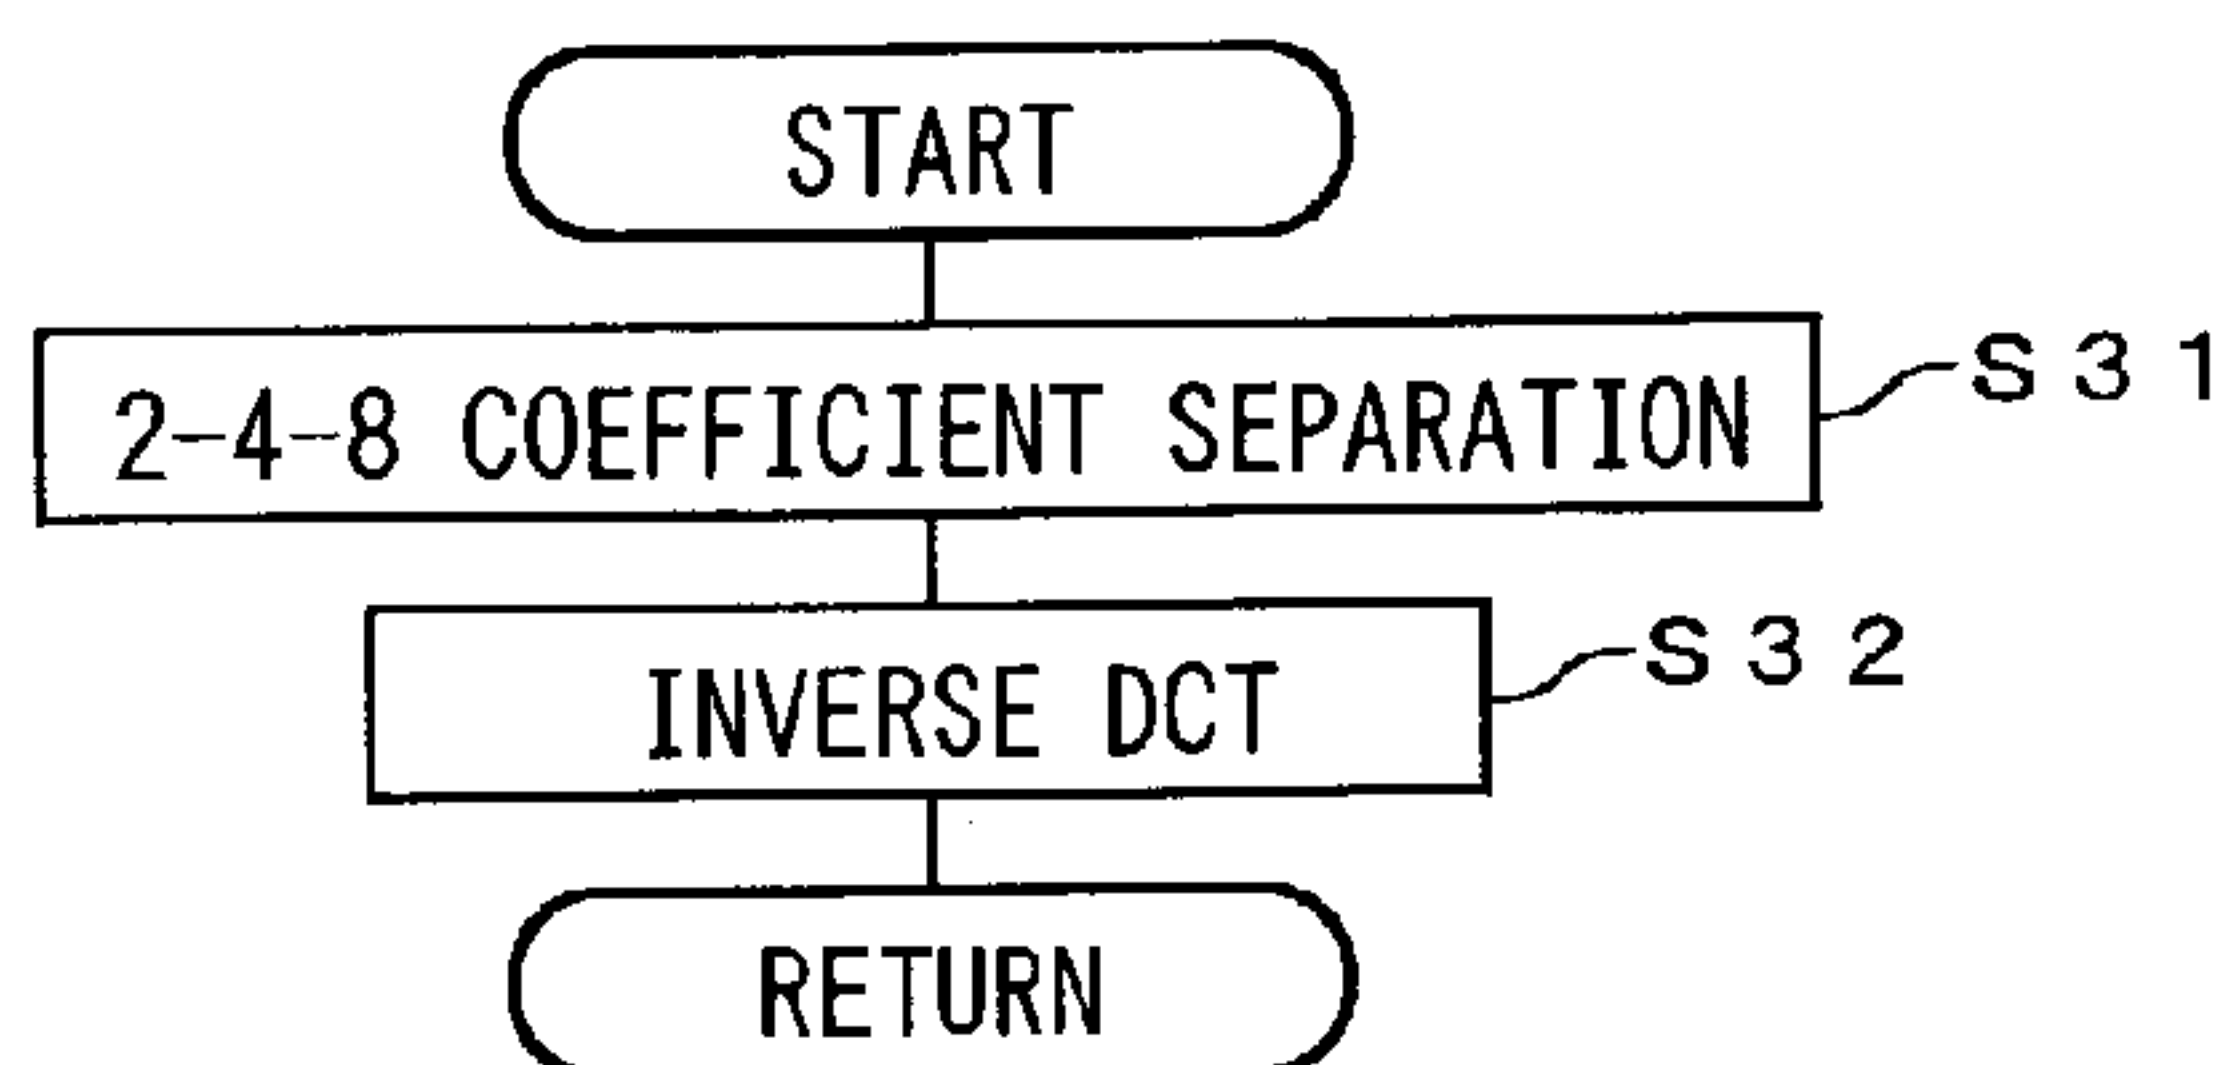 START
2-4-8 COEFFICIENT SEPARATION
S31
INVERSE DCT
S32
RETURN